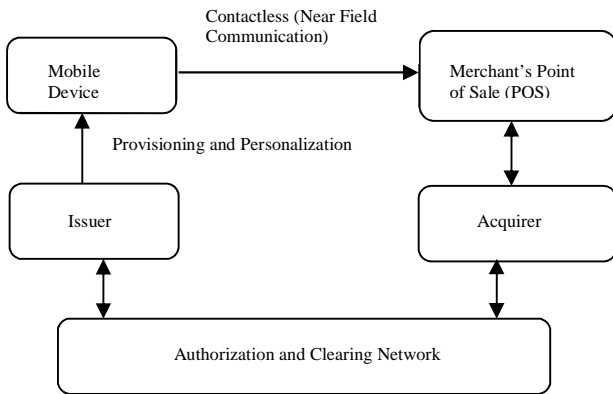 Contactless (Near Field
Communication)
Mobile
Device
Merchant's Point
of Sale (POS)
Provisioning and Personalization
Issuer
Acquirer
Authorization and Clearing Network